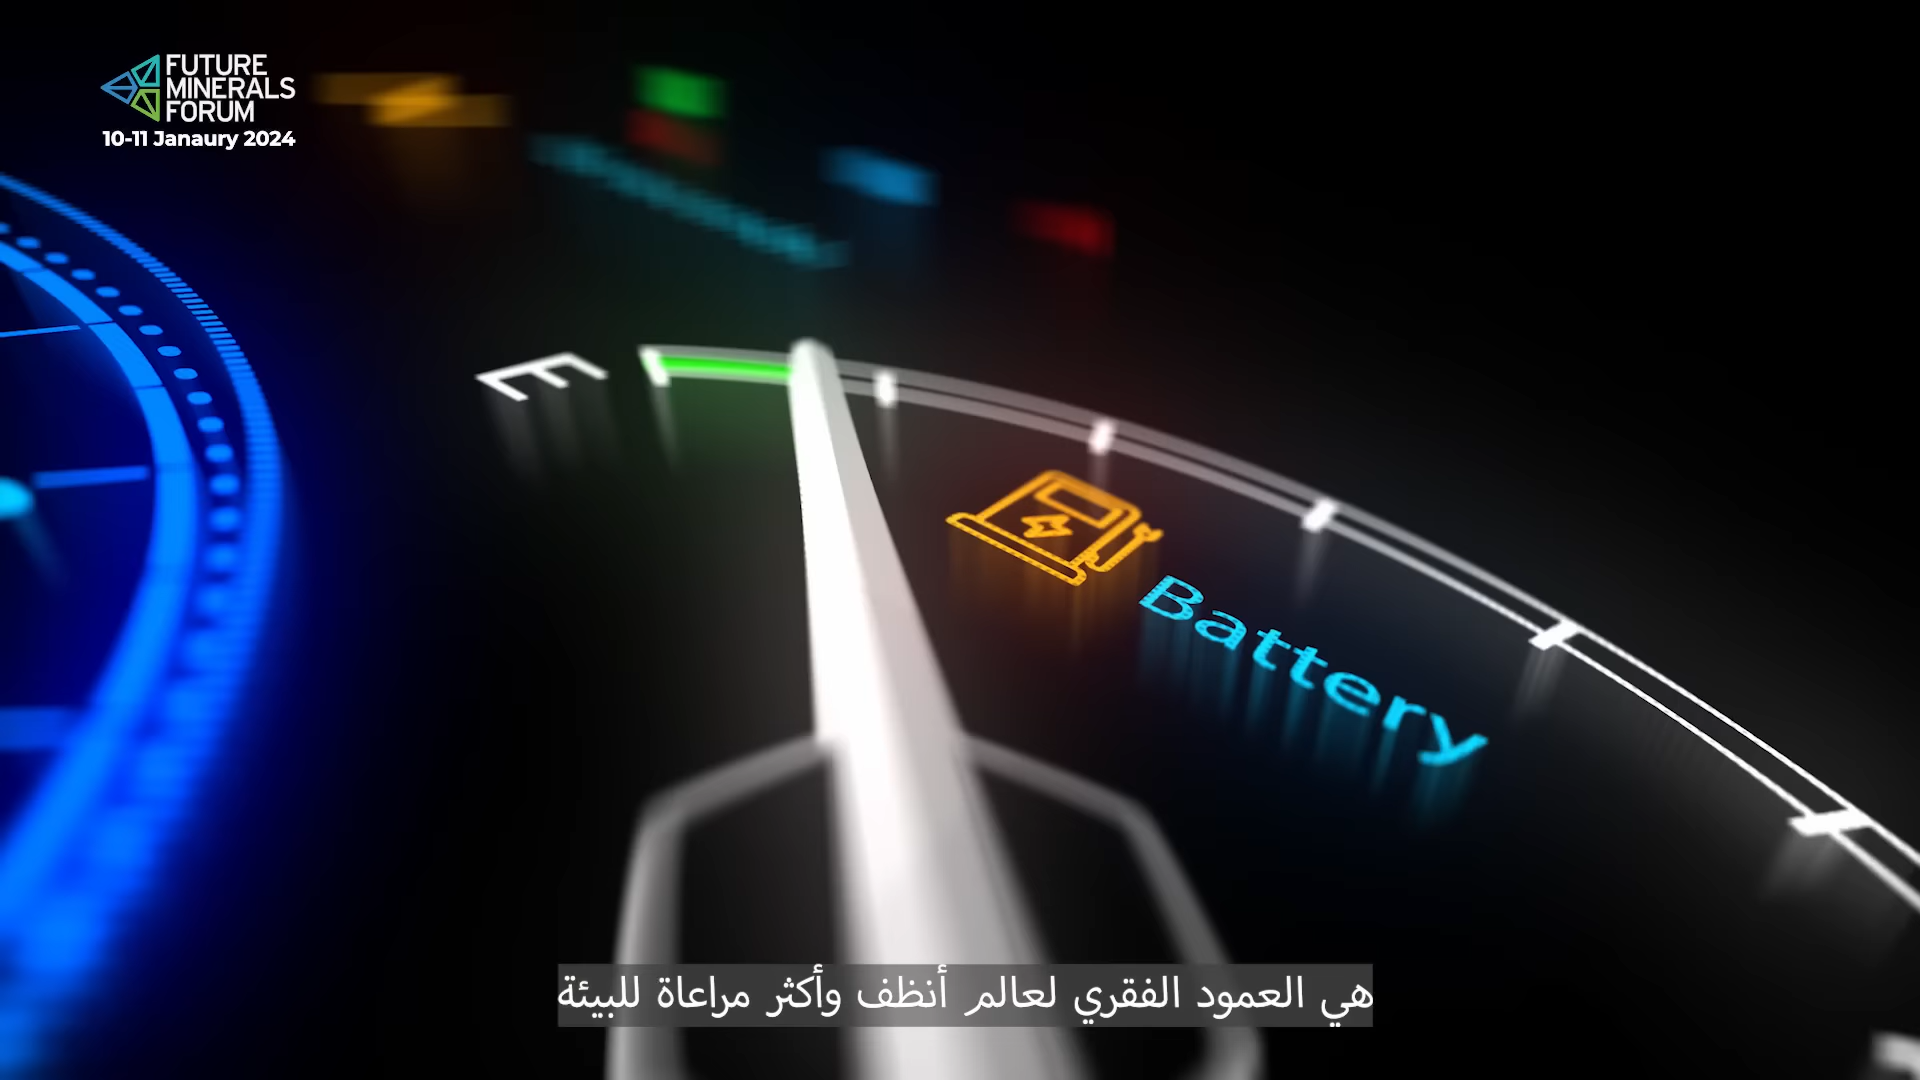 FUTURE
MINERALS
FORUM
10-11 Janaury 2024
E
Battery
هي العمود الفقري لعالم أنظف وأكثر مراعاة للبيئة